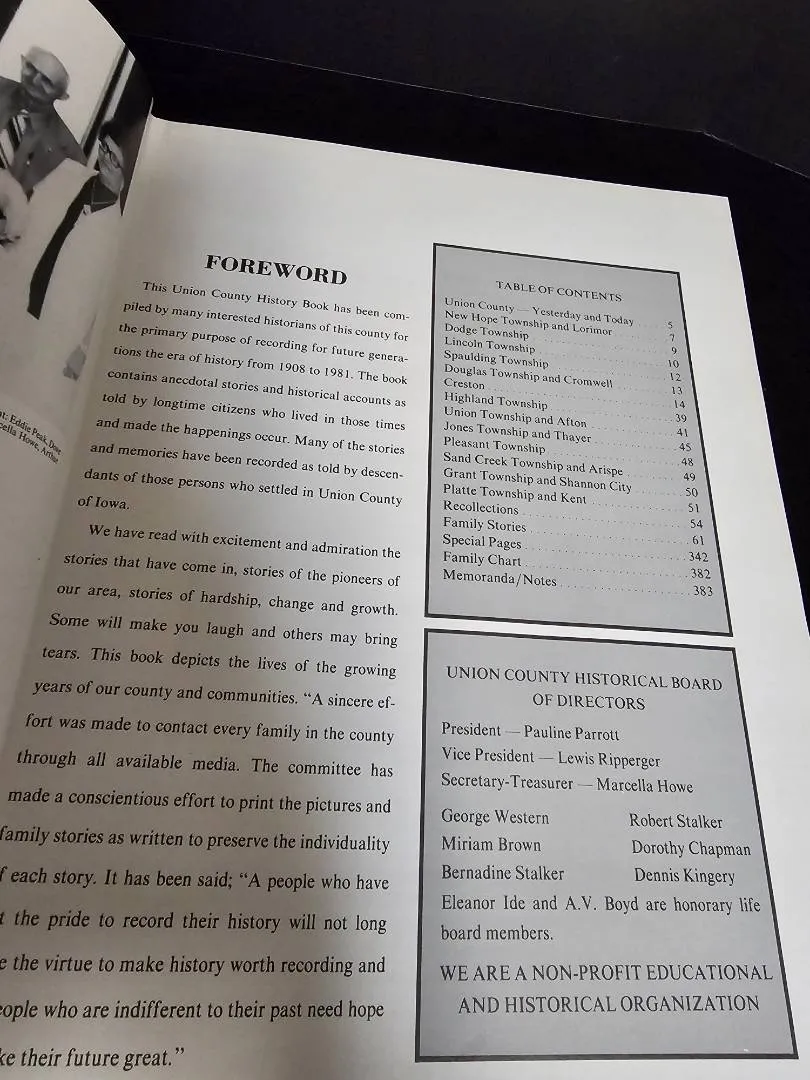 Eddie Peak, Dave
Howe, Arthur
FOREWORD
This Union County History Book has been com-
piled by many interested historians of this county for
the primary purpose of recording for future genera-
tions the era of history from 1908 to 1981. The book
contains anecdotal stories and historical accounts as
told by longtime citizens who lived in those times
and made the happenings occur. Many of the stories
and memories have been recorded as told by descen-
dants of those persons who settled in Union County
of Iowa.
We have read with excitement and admiration the
stories that have come in, stories of the pioneers of
our area, stories of hardship, change and growth.
Some will make you laugh and others may bring
tears. This book depicts the lives of the growing
years of our county and communities. “A sincere ef-
fort was made to contact every family in the county
through all available media. The committee has
made a conscientious effort to print the pictures and
family stories as written to preserve the individuality
f each story. It has been said; “A people who have
t the pride to record their history will not long
e the virtue to make history worth recording and
eople who are indifferent to their past need hope
ke their future great.”
TABLE OF CONTENTS
Union County — Yesterday and Today ..... 5
New Hope Township and Lorimor ..... 7
Dodge Township ..... 9
Lincoln Township ..... 10
Spaulding Township ..... 12
Douglas Township and Cromwell ..... 13
Creston ..... 14
Highland Township ..... 39
Union Township and Afton ..... 41
Jones Township and Thayer ..... 45
Pleasant Township ..... 48
Sand Creek Township and Arispe ..... 49
Grant Township and Shannon City ..... 50
Platte Township and Kent ..... 51
Recollections ..... 54
Family Stories ..... 61
Special Pages ..... 342
Family Chart ..... 382
Memoranda/Notes ..... 383
UNION COUNTY HISTORICAL BOARD
OF DIRECTORS
President — Pauline Parrott
Vice President — Lewis Ripperger
Secretary-Treasurer — Marcella Howe
George Western Robert Stalker
Miriam Brown Dorothy Chapman
Bernadine Stalker Dennis Kingery
Eleanor Ide and A.V. Boyd are honorary life
board members.
WE ARE A NON-PROFIT EDUCATIONAL
AND HISTORICAL ORGANIZATION